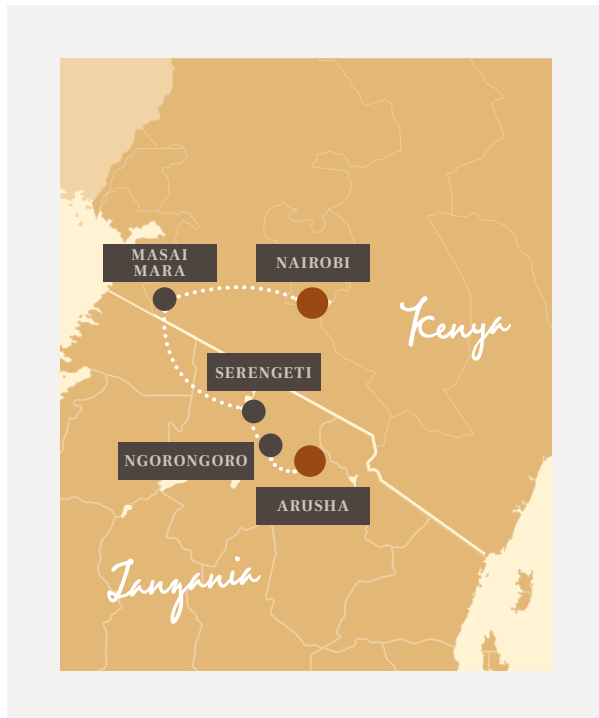 MASAI
MARA
NAIROBI
Kenya
SERENGETI
NGORONGORO
ARUSHA
Tanzania